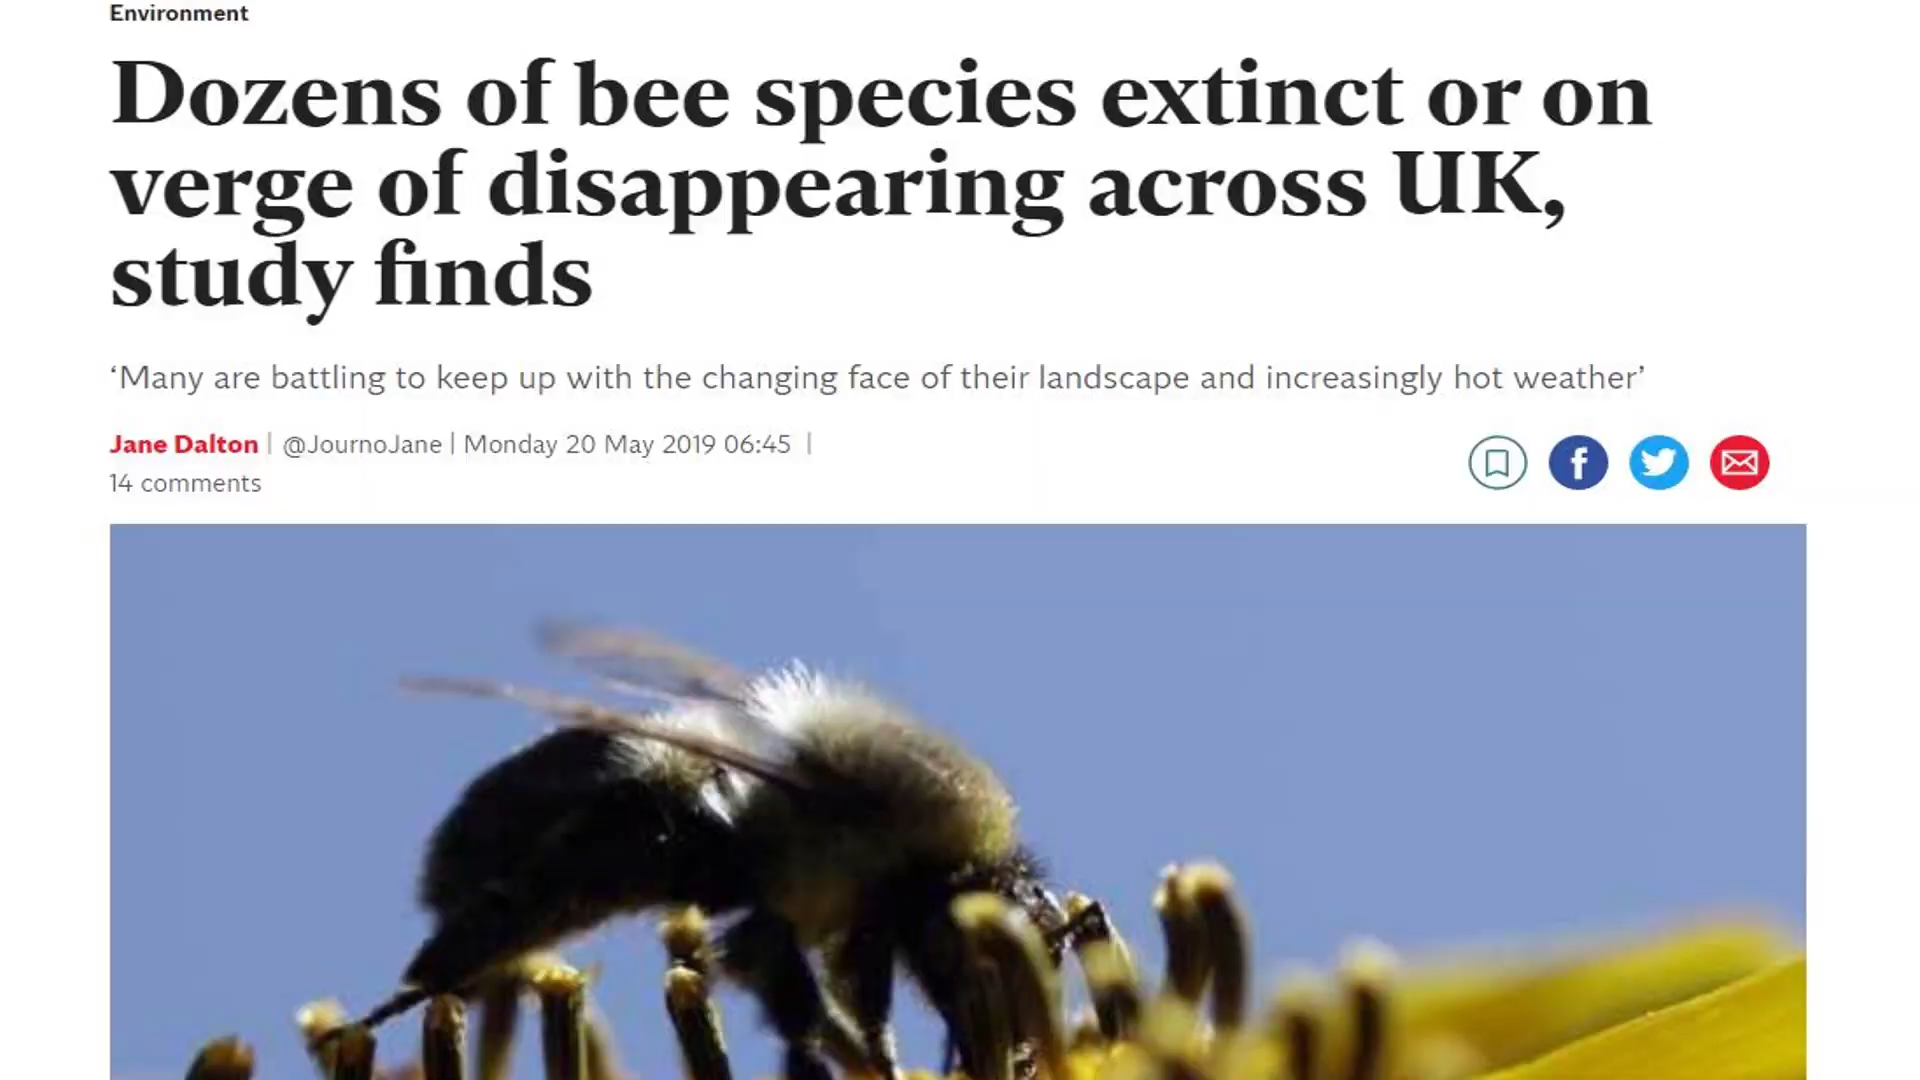 Environment
Dozens of bee species extinct or on
verge of disappearing across UK,
study finds
‘Many are battling to keep up with the changing face of their landscape and increasingly hot weather’
Jane Dalton | @JournoJane | Monday 20 May 2019 06:45 |
14 comments